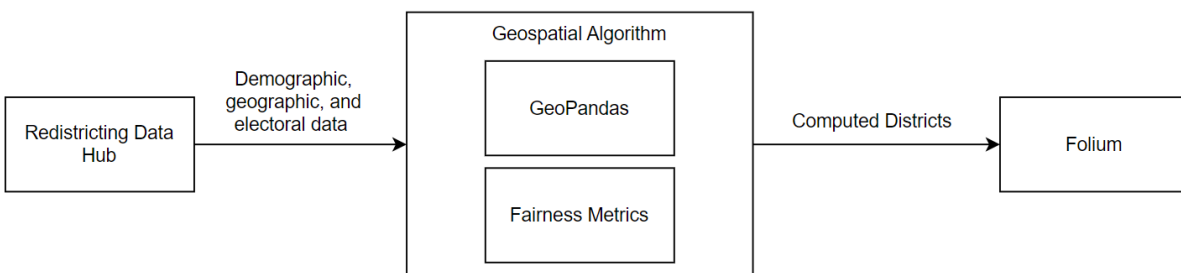 Redistricting Data
Hub
Demographic,
geographic, and
electoral data
Geospatial Algorithm
GeoPandas
Fairness Metrics
Computed Districts
Folium